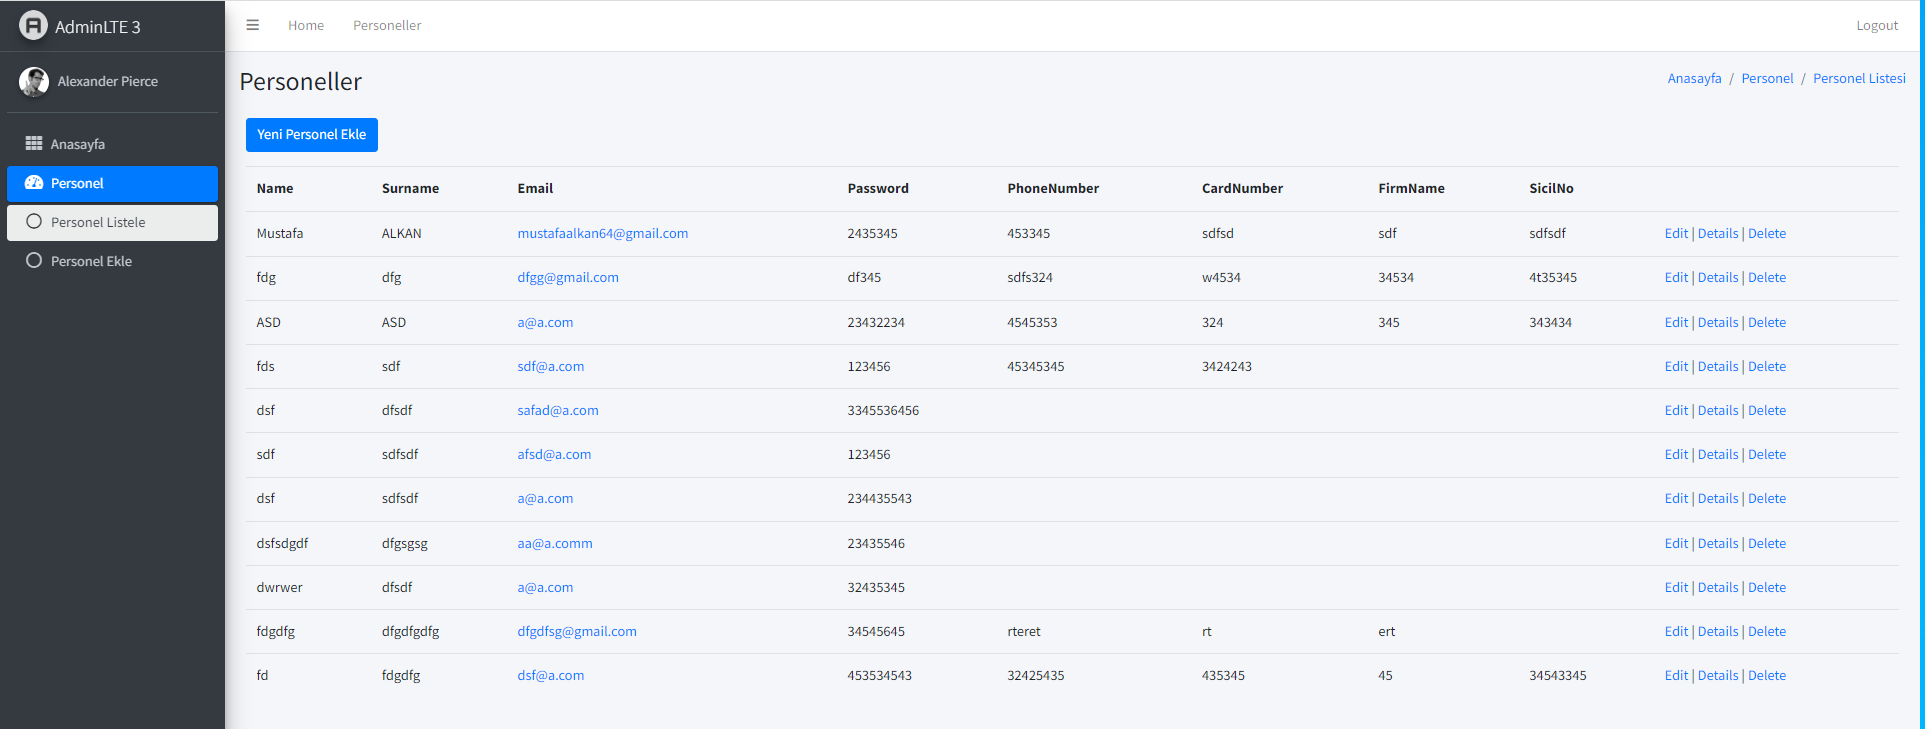 AdminLTE 3
Home Personeller Logout
Alexander Pierce
Anasayfa
Personel
Personel Listele
Personel Ekle
Personeller
Anasayfa / Personel / Personel Listesi
Yeni Personel Ekle
Name Surname Email Password PhoneNumber CardNumber FirmName SicilNo
Mustafa ALKAN mustafaalkan64@gmail.com 2435345 453345 sdfsd sdf sdfsdf Edit | Details | Delete
fdg dfg dfgg@gmail.com df345 sdfs324 w4534 34534 4t35345 Edit | Details | Delete
ASD ASD a@a.com 23432234 4545353 324 345 343434 Edit | Details | Delete
fds sdf sdf@a.com 123456 45345345 3424243 Edit | Details | Delete
dsf dfsdf safad@a.com 3345536456 Edit | Details | Delete
sdf sdfsdf afsd@a.com 123456 Edit | Details | Delete
dsf sdfsdf a@a.com 234435543 Edit | Details | Delete
dsfsdgdf dfgsgsg aa@a.comm 23435546 Edit | Details | Delete
dwrwer dfsdf a@a.com 32435345 Edit | Details | Delete
fdgdfg dfgdfgdfg dfgdfsg@gmail.com 34545645 rteret rt ert Edit | Details | Delete
fd fdgdfg dsf@a.com 453534543 32425435 435345 45 34543345 Edit | Details | Delete